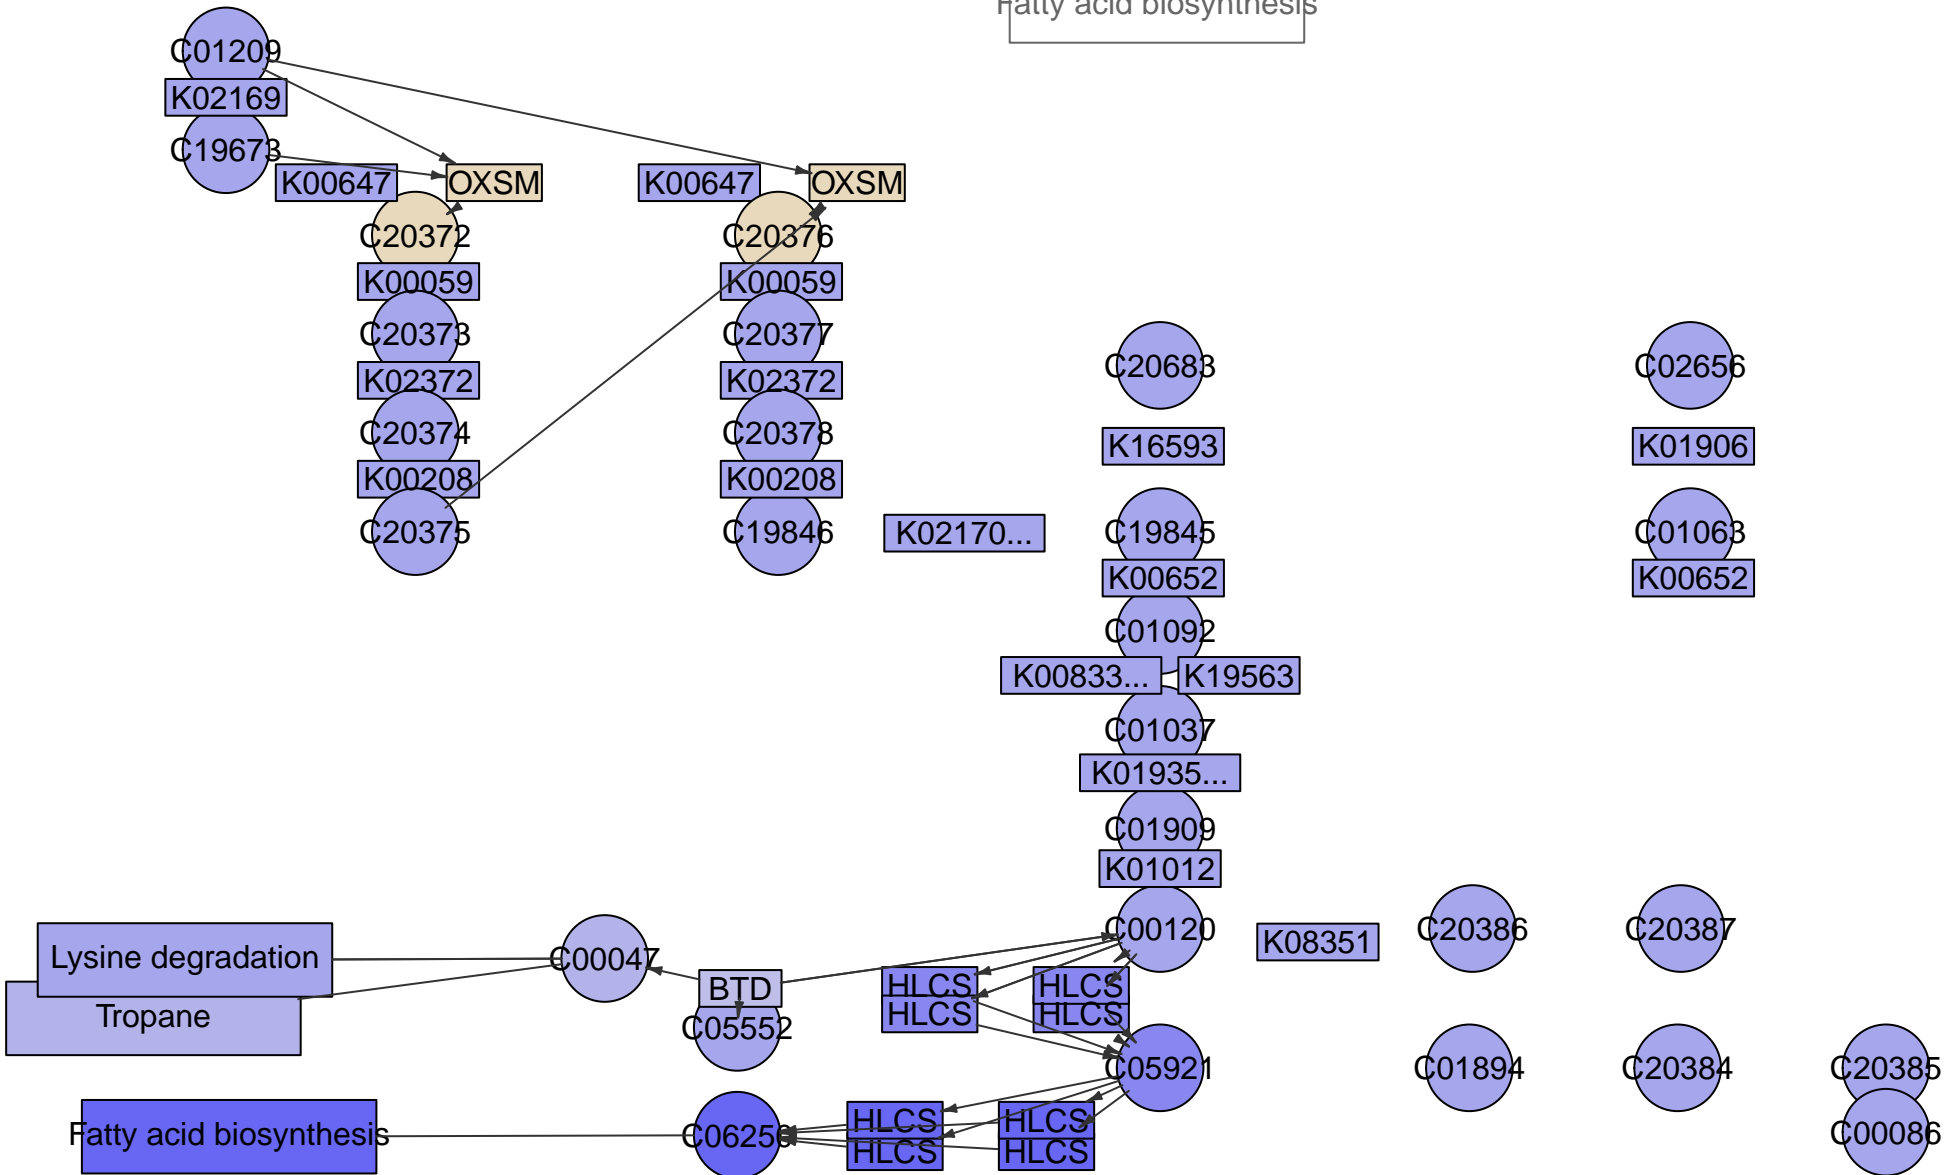 Fatty acid biosynthesis
C01209
K02169
C19673
K00647
OXSM
K00647
OXSM
C20372
C20376
K00059
K00059
C20373
C20377
C20683
C02656
K02372
K02372
C20374
C20378
K16593
K01906
K00208
K00208
C20375
C19846
K02170...
C19845
C01063
K00652
K00652
C01092
K00833...
K19563
C01037
K01935...
C01909
K01012
C00120
K08351
C20386
C20387
Lysine degradation
C00047
BTD
HLCS
HLCS
Tropane
C05552
HLCS
HLCS
C05921
C01894
C20384
C20385
Fatty acid biosynthesis
C06250
HLCS
HLCS
C00086
HLCS
HLCS